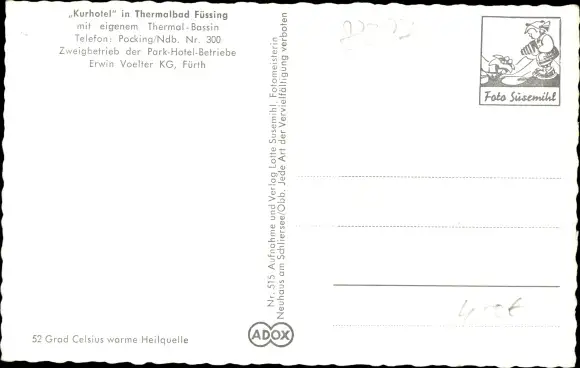 „Kurhotel" in Thermalbad Füssing
mit eigenem Thermal-Bassin
Telefon: Pocking/Ndb. Nr. 300
Zweigbetrieb der Park-Hotel-Betriebe
Erwin Voelter KG, Fürth
52 Grad Celsius warme Heilquelle
Nr. 515 Aufnahme und Verlag Lotte Susemihl, Fotomeisterin
Neuhaus am Schliersee/Obb. Jede Art der Vervielfältigung verboten
ADOX
Foto Susemihl